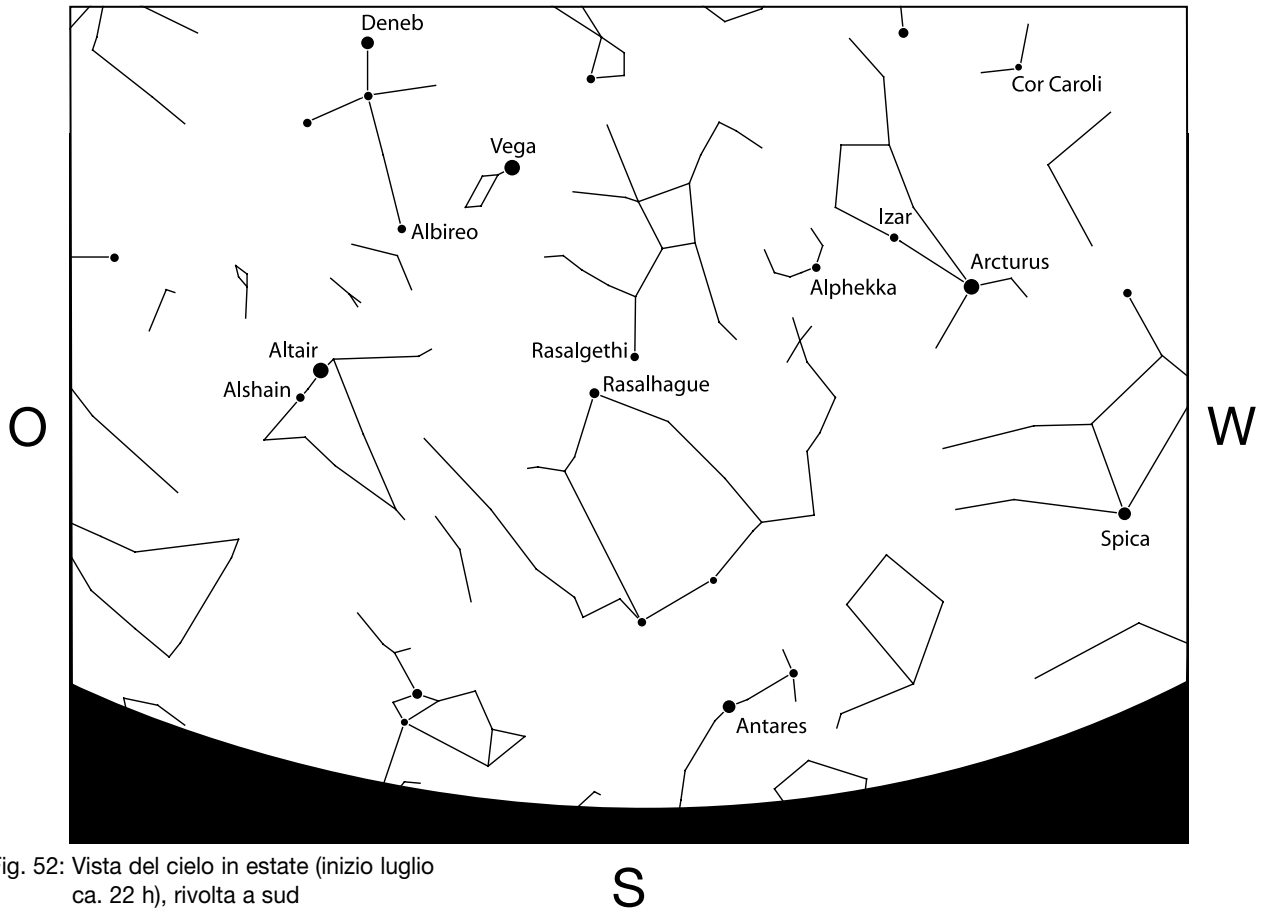 Deneb
Cor Caroli
Vega
Izar
Albireo
Arcturus
Alphekka
Altair
Rasalgethi
Rasalhague
Alshain
O
W
Spica
Antares
ig. 52: Vista del cielo in estate (inizio luglio
ca. 22 h), rivolta a sud
S